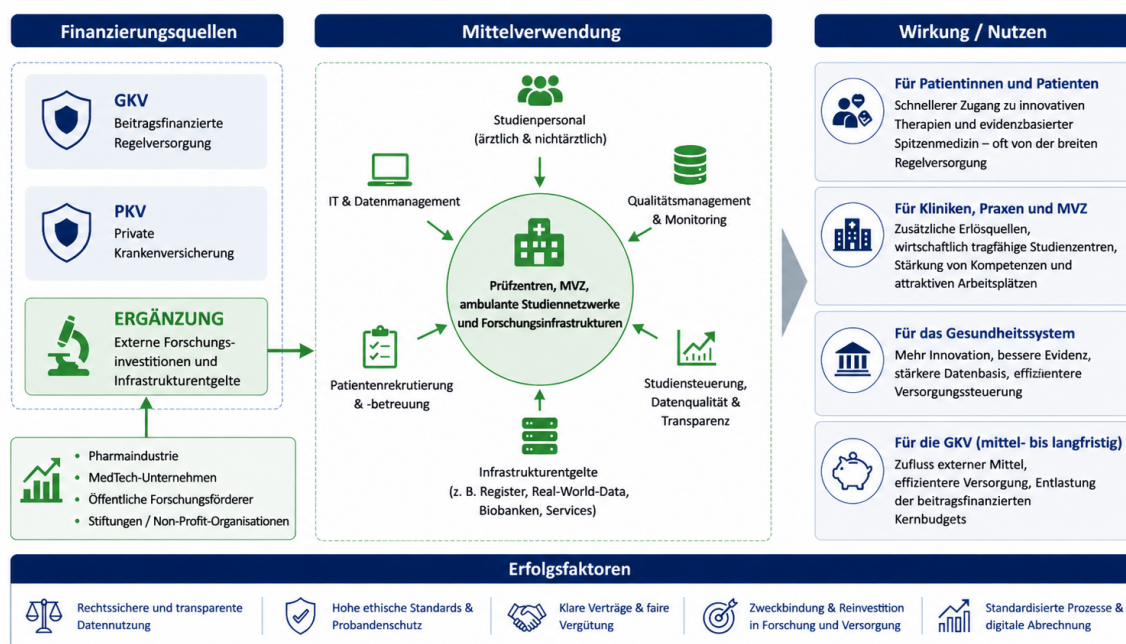 Finanzierungsquellen
GKV
Beitragsfinanzierte
Regelversorgung
PKV
Private
Krankenversicherung
ERGÄNZUNG
Externe Forschungs-
investitionen und
Infrastrukturentgelte
• Pharmaindustrie
• MedTech-Unternehmen
• Öffentliche Forschungsförderer
• Stiftungen / Non-Profit-Organisationen
Mittelverwendung
Studienpersonal
(ärztlich & nichtärztlich)
IT & Datenmanagement
Qualitätsmanagement
& Monitoring
Prüfzentren, MVZ,
ambulante Studiennetzwerke
und Forschungsinfrastrukturen
Patientenrekrutierung
& -betreuung
Studiensteuerung,
Datenqualität &
Transparenz
Infrastrukturentgelte
(z. B. Register, Real-World-Data,
Biobanken, Services)
Wirkung / Nutzen
Für Patientinnen und Patienten
Schnellerer Zugang zu innovativen
Therapien und evidenzbasierter
Spitzenmedizin – oft von der breiten
Regelversorgung
Für Kliniken, Praxen und MVZ
Zusätzliche Erlösquellen,
wirtschaftlich tragfähige Studienzentren,
Stärkung von Kompetenzen und
attraktiven Arbeitsplätzen
Für das Gesundheitssystem
Mehr Innovation, bessere Evidenz,
stärkere Datenbasis, effizientere
Versorgungssteuerung
Für die GKV (mittel- bis langfristig)
Zufluss externer Mittel,
effizientere Versorgung, Entlastung
der beitragsfinanzierten
Kernbudgets
Erfolgsfaktoren
Rechtssichere und transparente
Datennutzung
Hohe ethische Standards &
Probandenschutz
Klare Verträge & faire
Vergütung
Zweckbindung & Reinvestition
in Forschung und Versorgung
Standardisierte Prozesse &
digitale Abrechnung